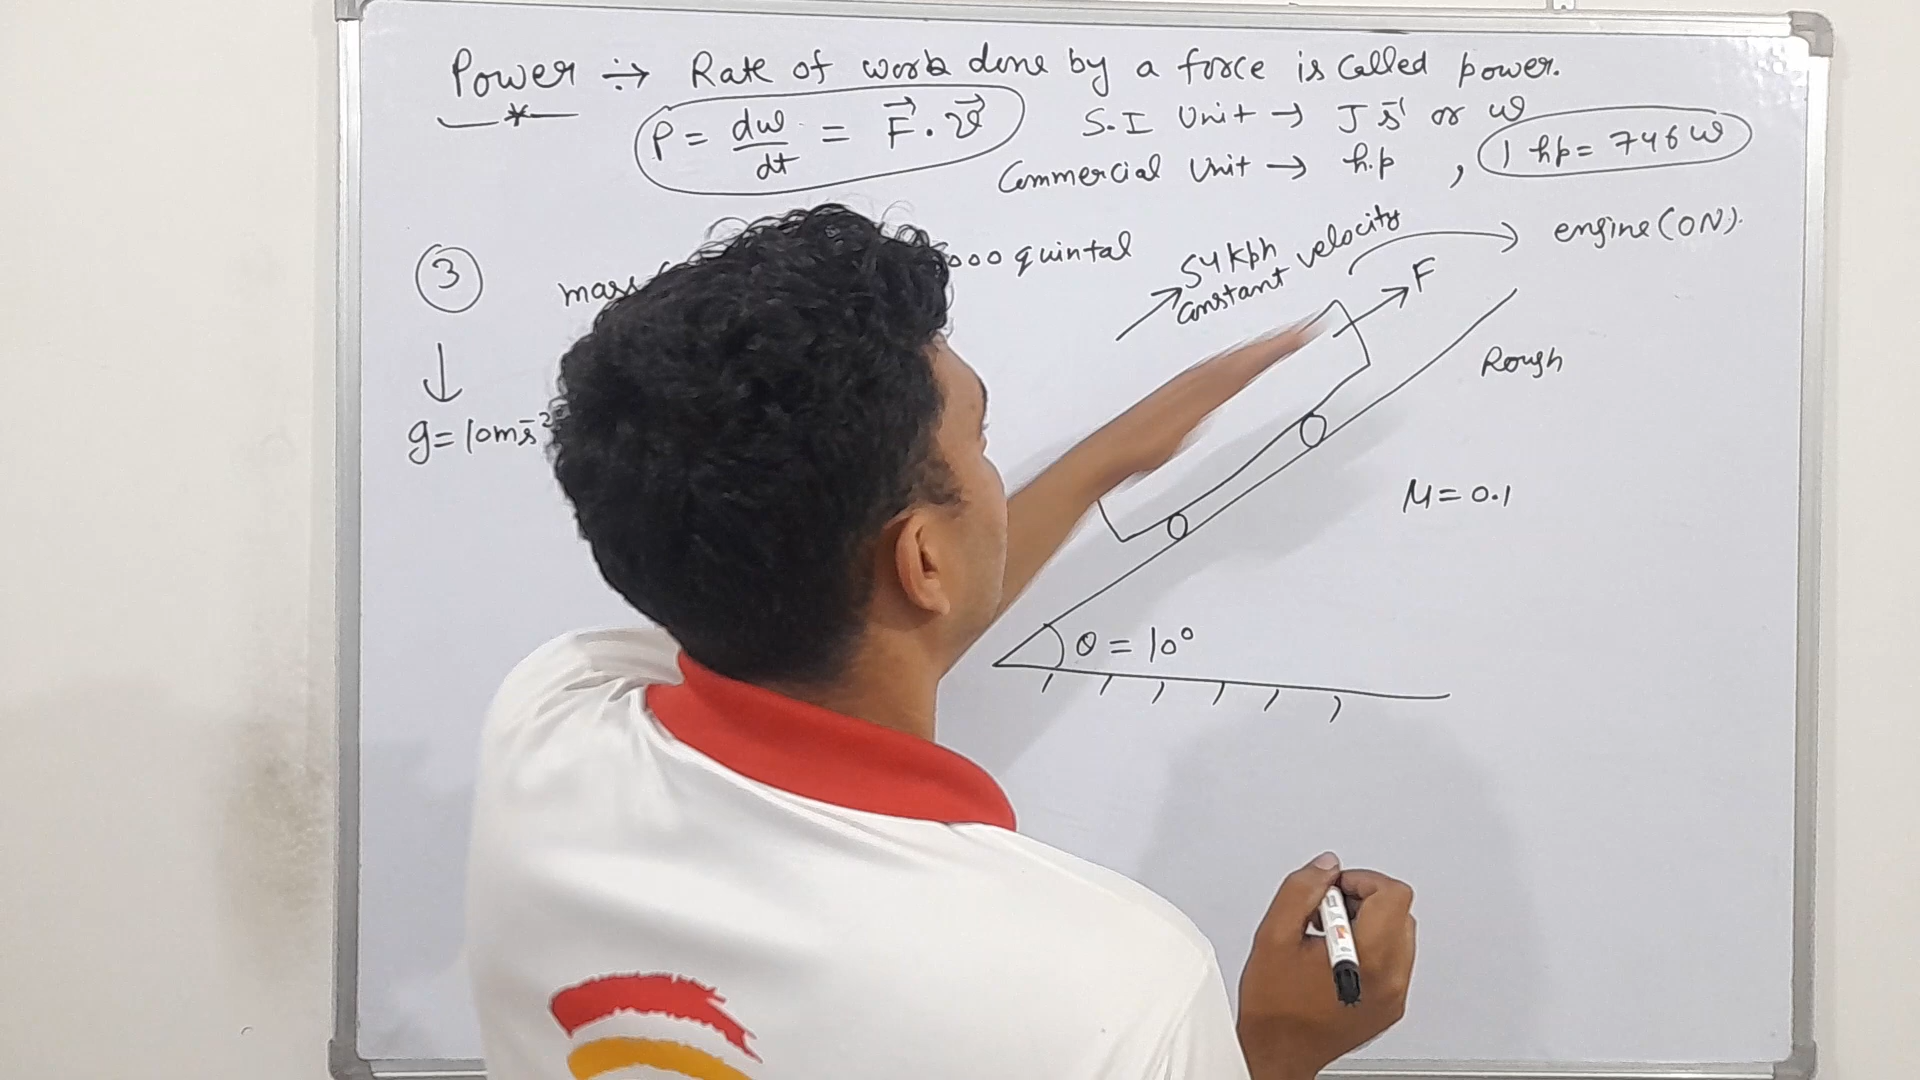 Power ÷→ Rate of work done by a force is called power.
P = dw/dt = F⃗ . v⃗
S.I Unit → J s⁻¹ or W
Commercial Unit → h.p , 1 hp = 746 W
③ 000 quintal
54 kph
constant velocity
engine (ON).
F
Rough
g = 10 m s⁻²
μ = 0.1
θ = 10°